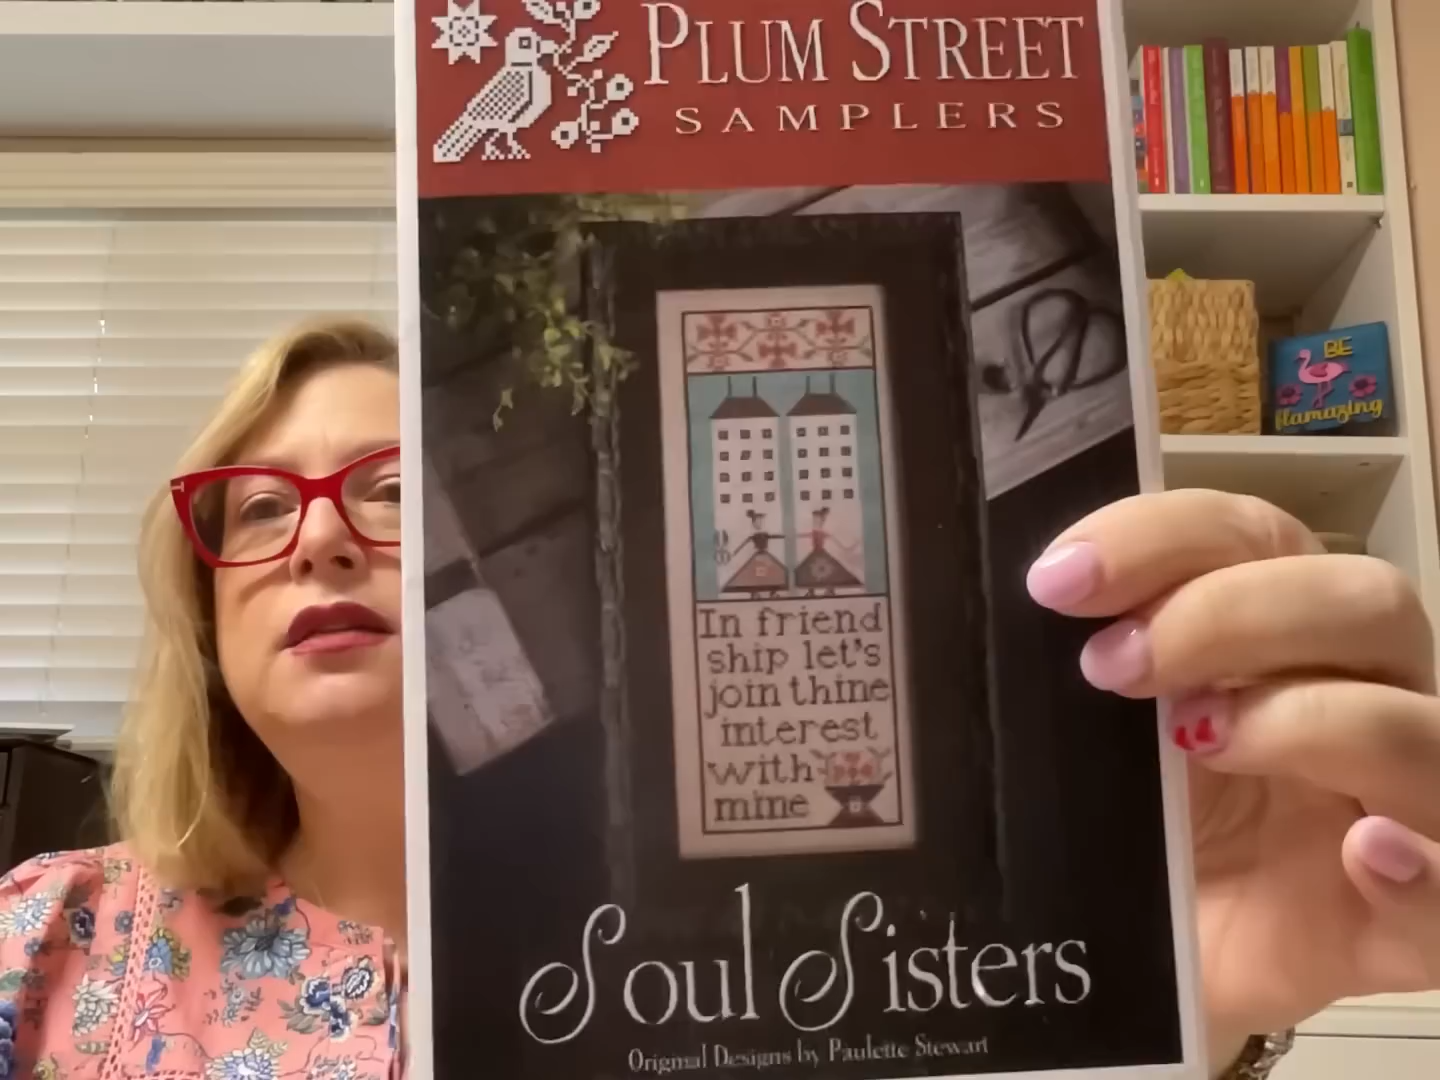 PLUM STREET
SAMPLERS
In friend
ship let's
join thine
interest
with
mine
Soul Sisters
Original Designs by Paulette Stewart
BE
flamazing